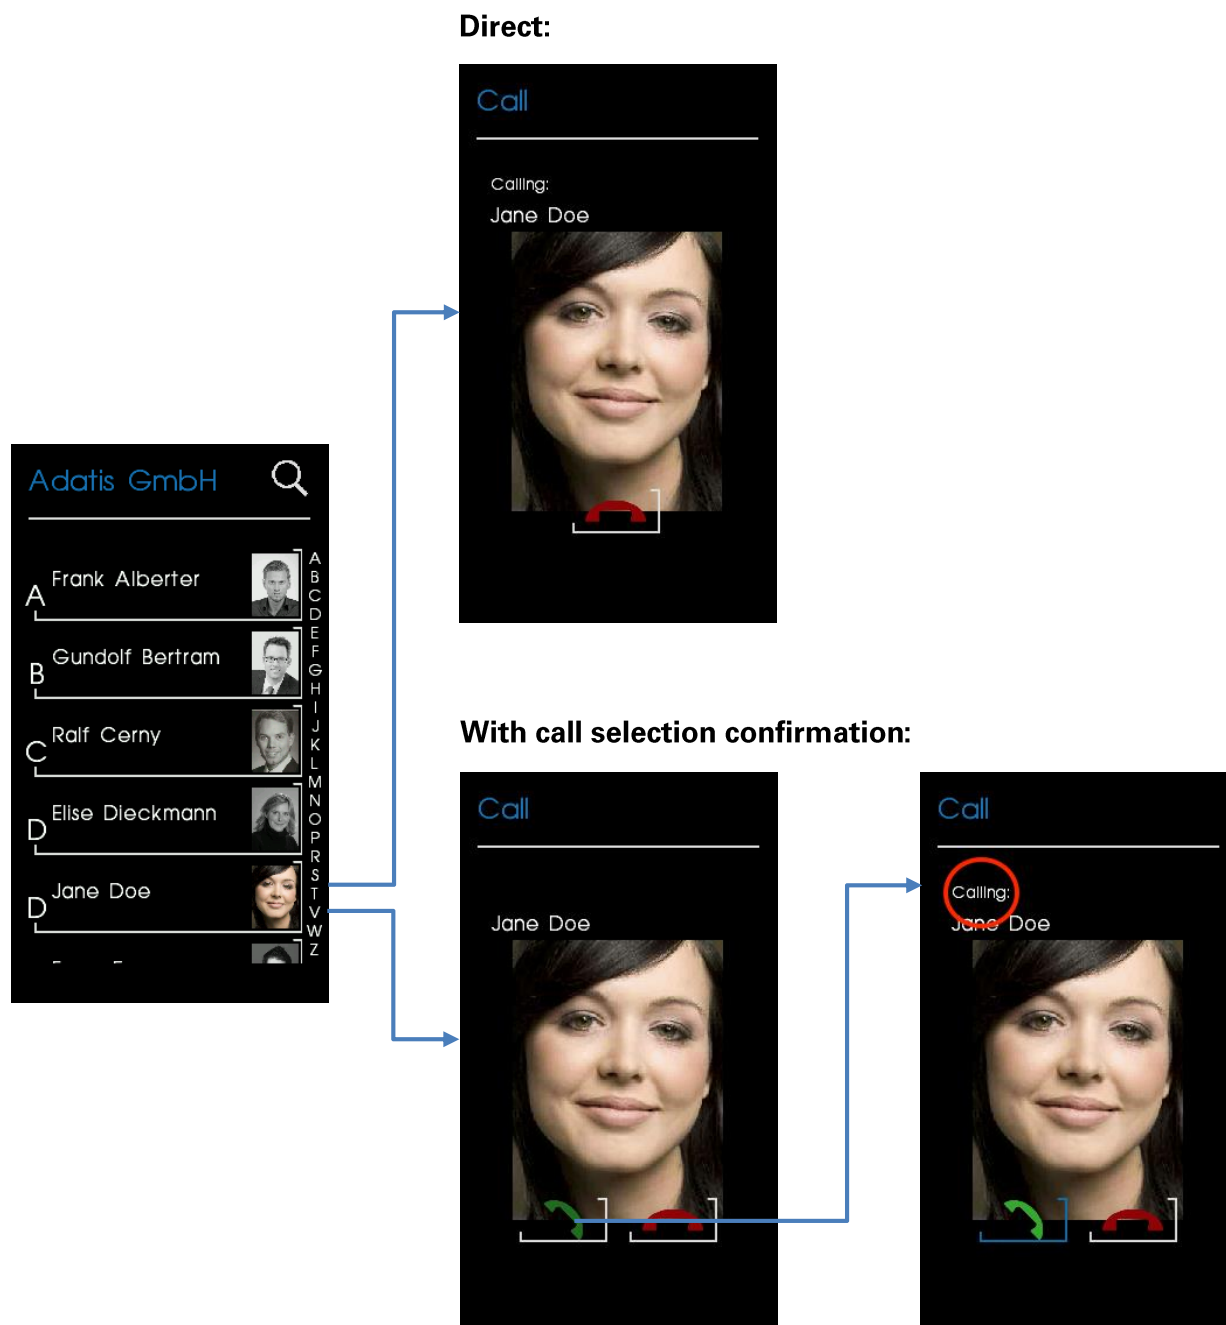 Direct:
Call
Calling:
Jane Doe
Adatis GmbH
Frank Alberter
A
Gundolf Bertram
B
Ralf Cerny
C
Elise Dieckmann
D
Jane Doe
D
A
B
C
D
E
F
G
H
I
J
K
L
M
N
O
P
R
S
T
V
W
Z
With call selection confirmation:
Call
Jane Doe
Call
Calling:
Jane Doe